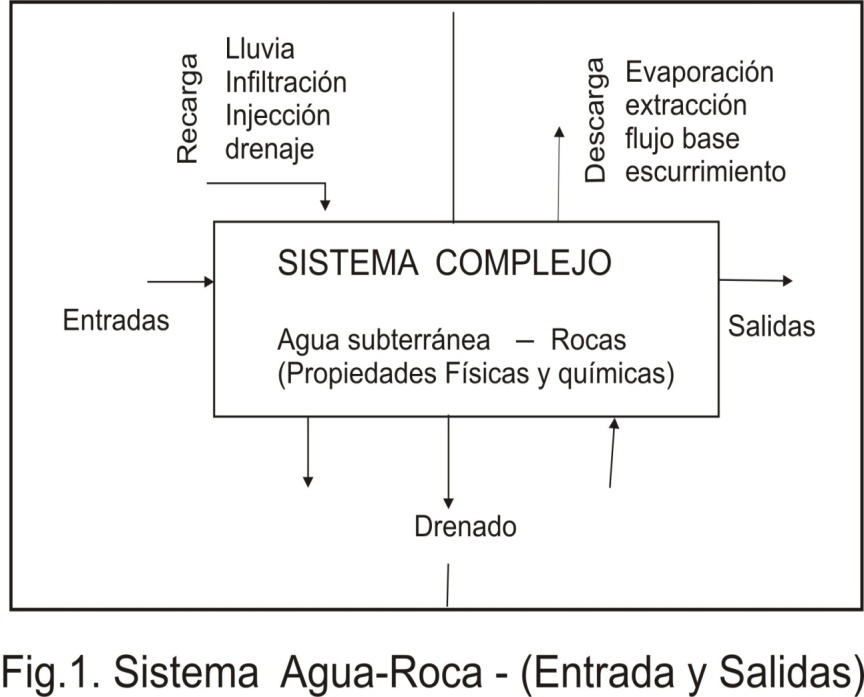 Recarga
Lluvia
Infiltración
Injección
drenaje
Descarga
Evaporación
extracción
flujo base
escurrimiento
SISTEMA COMPLEJO
Entradas
Salidas
Agua subterránea – Rocas
(Propiedades Físicas y químicas)
Drenado
Fig.1. Sistema Agua-Roca - (Entrada y Salidas)